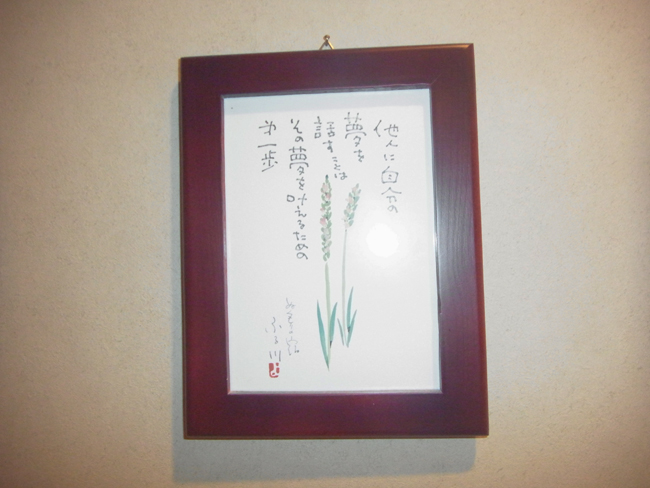 他人に自分の
夢を
話すことは
その夢を叶えるための
第一歩